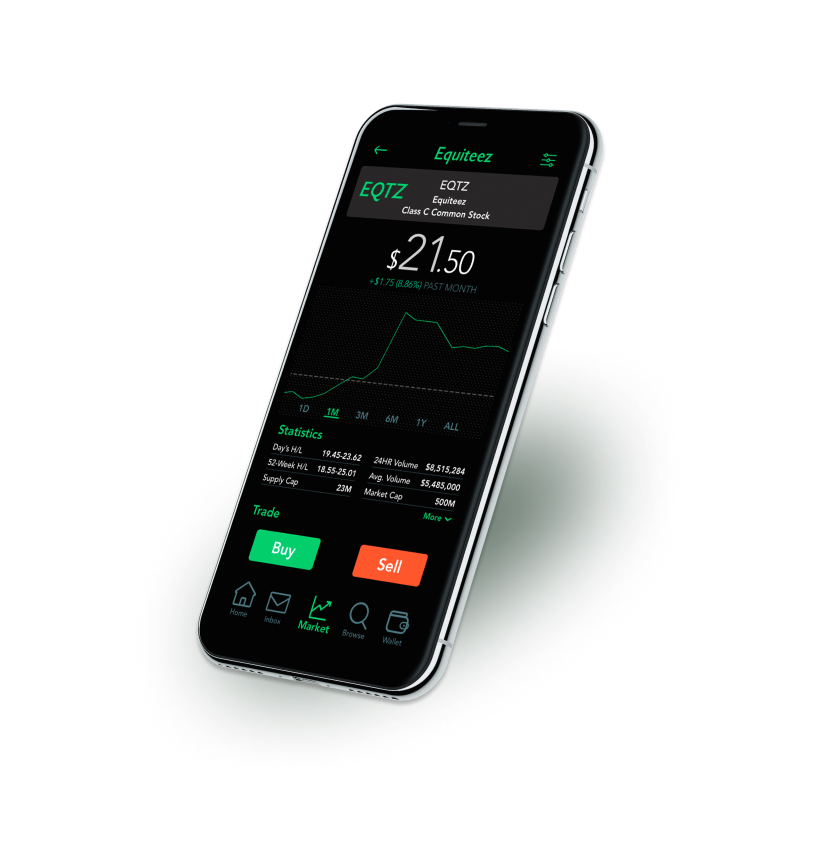 Equiteez
EQTZ
EQTZ
Equiteez
Class C Common Stock
$21.50
+$1.75 (8.86%) PAST MONTH
1D 1M 3M 6M 1Y ALL
Statistics
Day's H/L 19.45-23.62
24HR Volume $8,515,284
52-Week H/L 18.55-25.01
Avg. Volume $5,485,000
Supply Cap 23M
Market Cap 500M
More
Trade
Buy
Sell
Home
Inbox
Market
Browse
Wallet